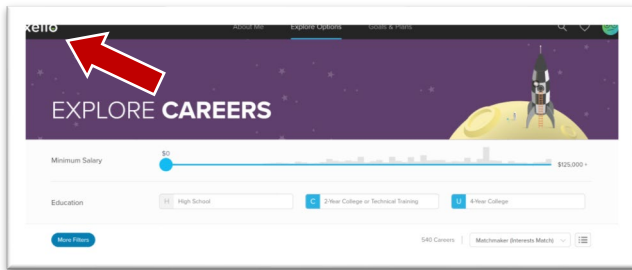 xello About Me Explore Options Goals & Plans
EXPLORE CAREERS
$0
Minimum Salary $125,000 +
Education H High School C 2-Year College or Technical Training U 4-Year College
More Filters 540 Careers Matchmaker (Interests Match)